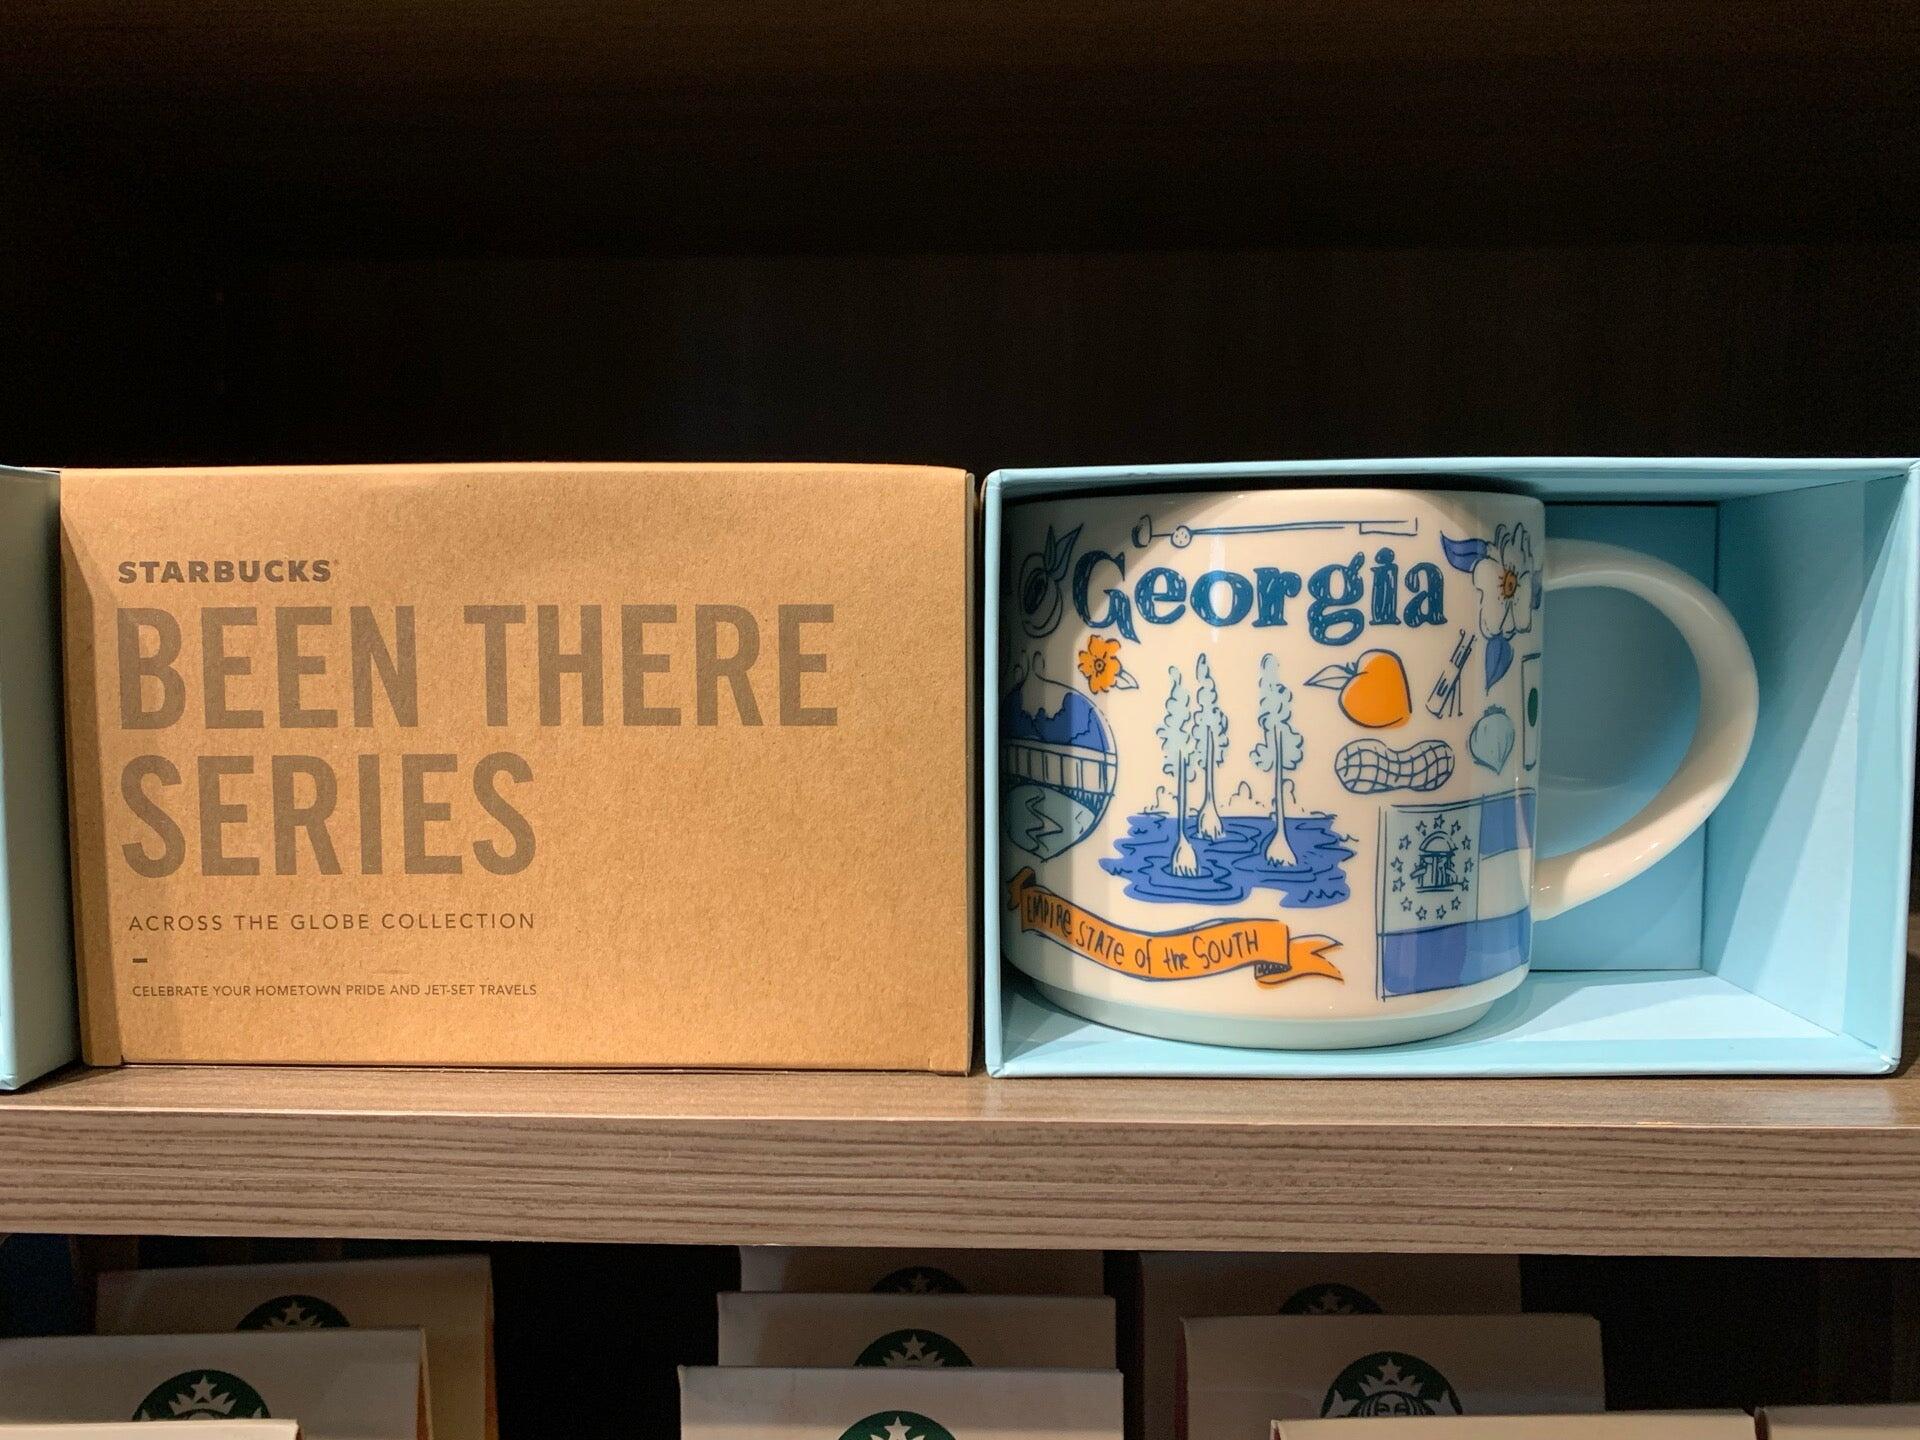 STARBUCKS®
BEEN THERE
SERIES
ACROSS THE GLOBE COLLECTION
CELEBRATE YOUR HOMETOWN PRIDE AND JET-SET TRAVELS
Georgia
EMPIRE STATE of the SOUTH